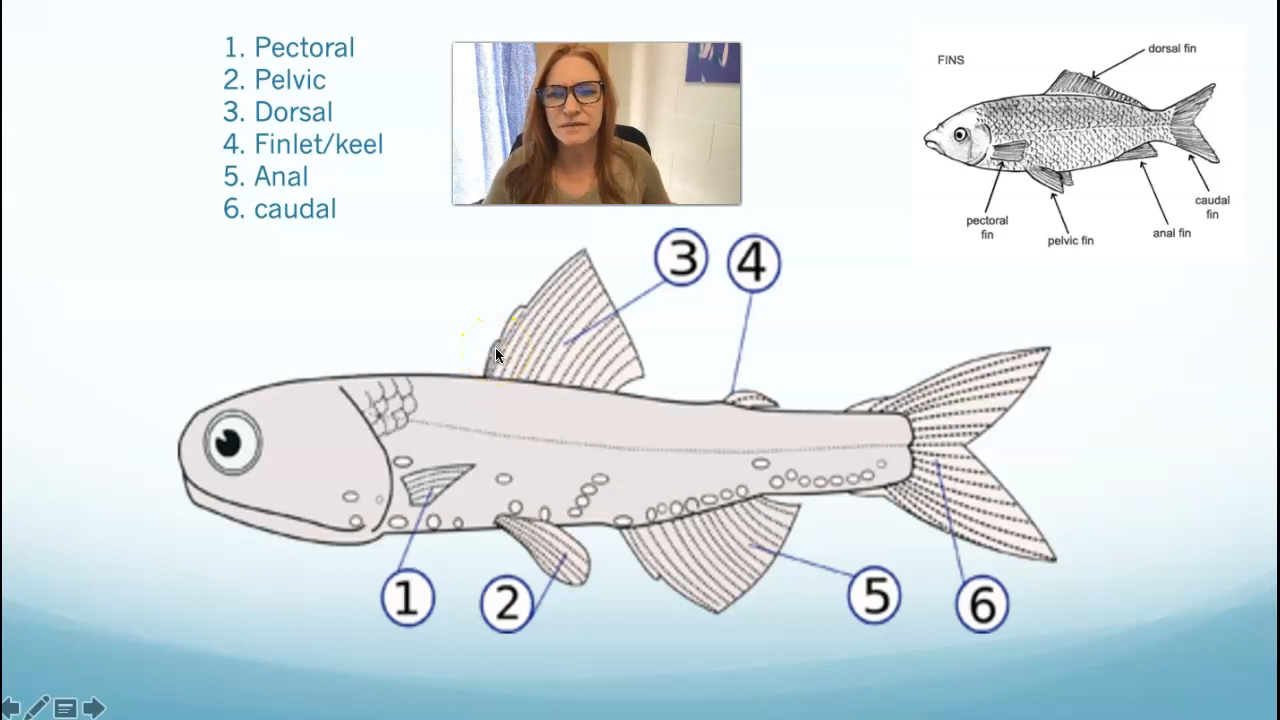 1. Pectoral
2. Pelvic
3. Dorsal
4. Finlet/keel
5. Anal
6. caudal
FINS
dorsal fin
pectoral
fin
pelvic fin
anal fin
caudal
fin
3
4
1
2
5
6